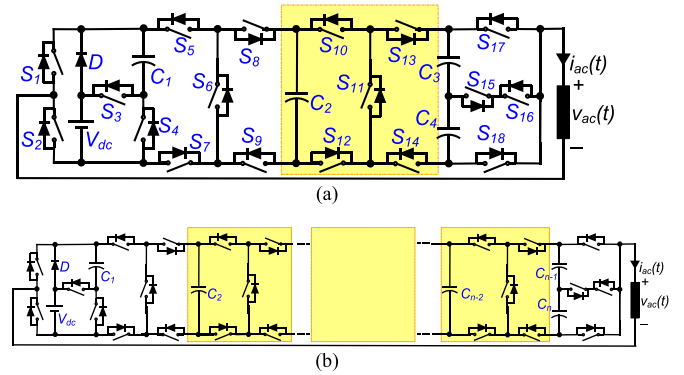 S5 S8 S10 S13 S17
iac(t)
S1 D C1 S6 S11 C3 +
S3 C2 S15 S16 vac(t)
S2 S4 C4
Vdc S7 S9 S12 S14 S18 −
(a)
D C1 Cn-1 iac(t)
+
C2 Cn-2 vac(t)
Vdc Cn −
(b)